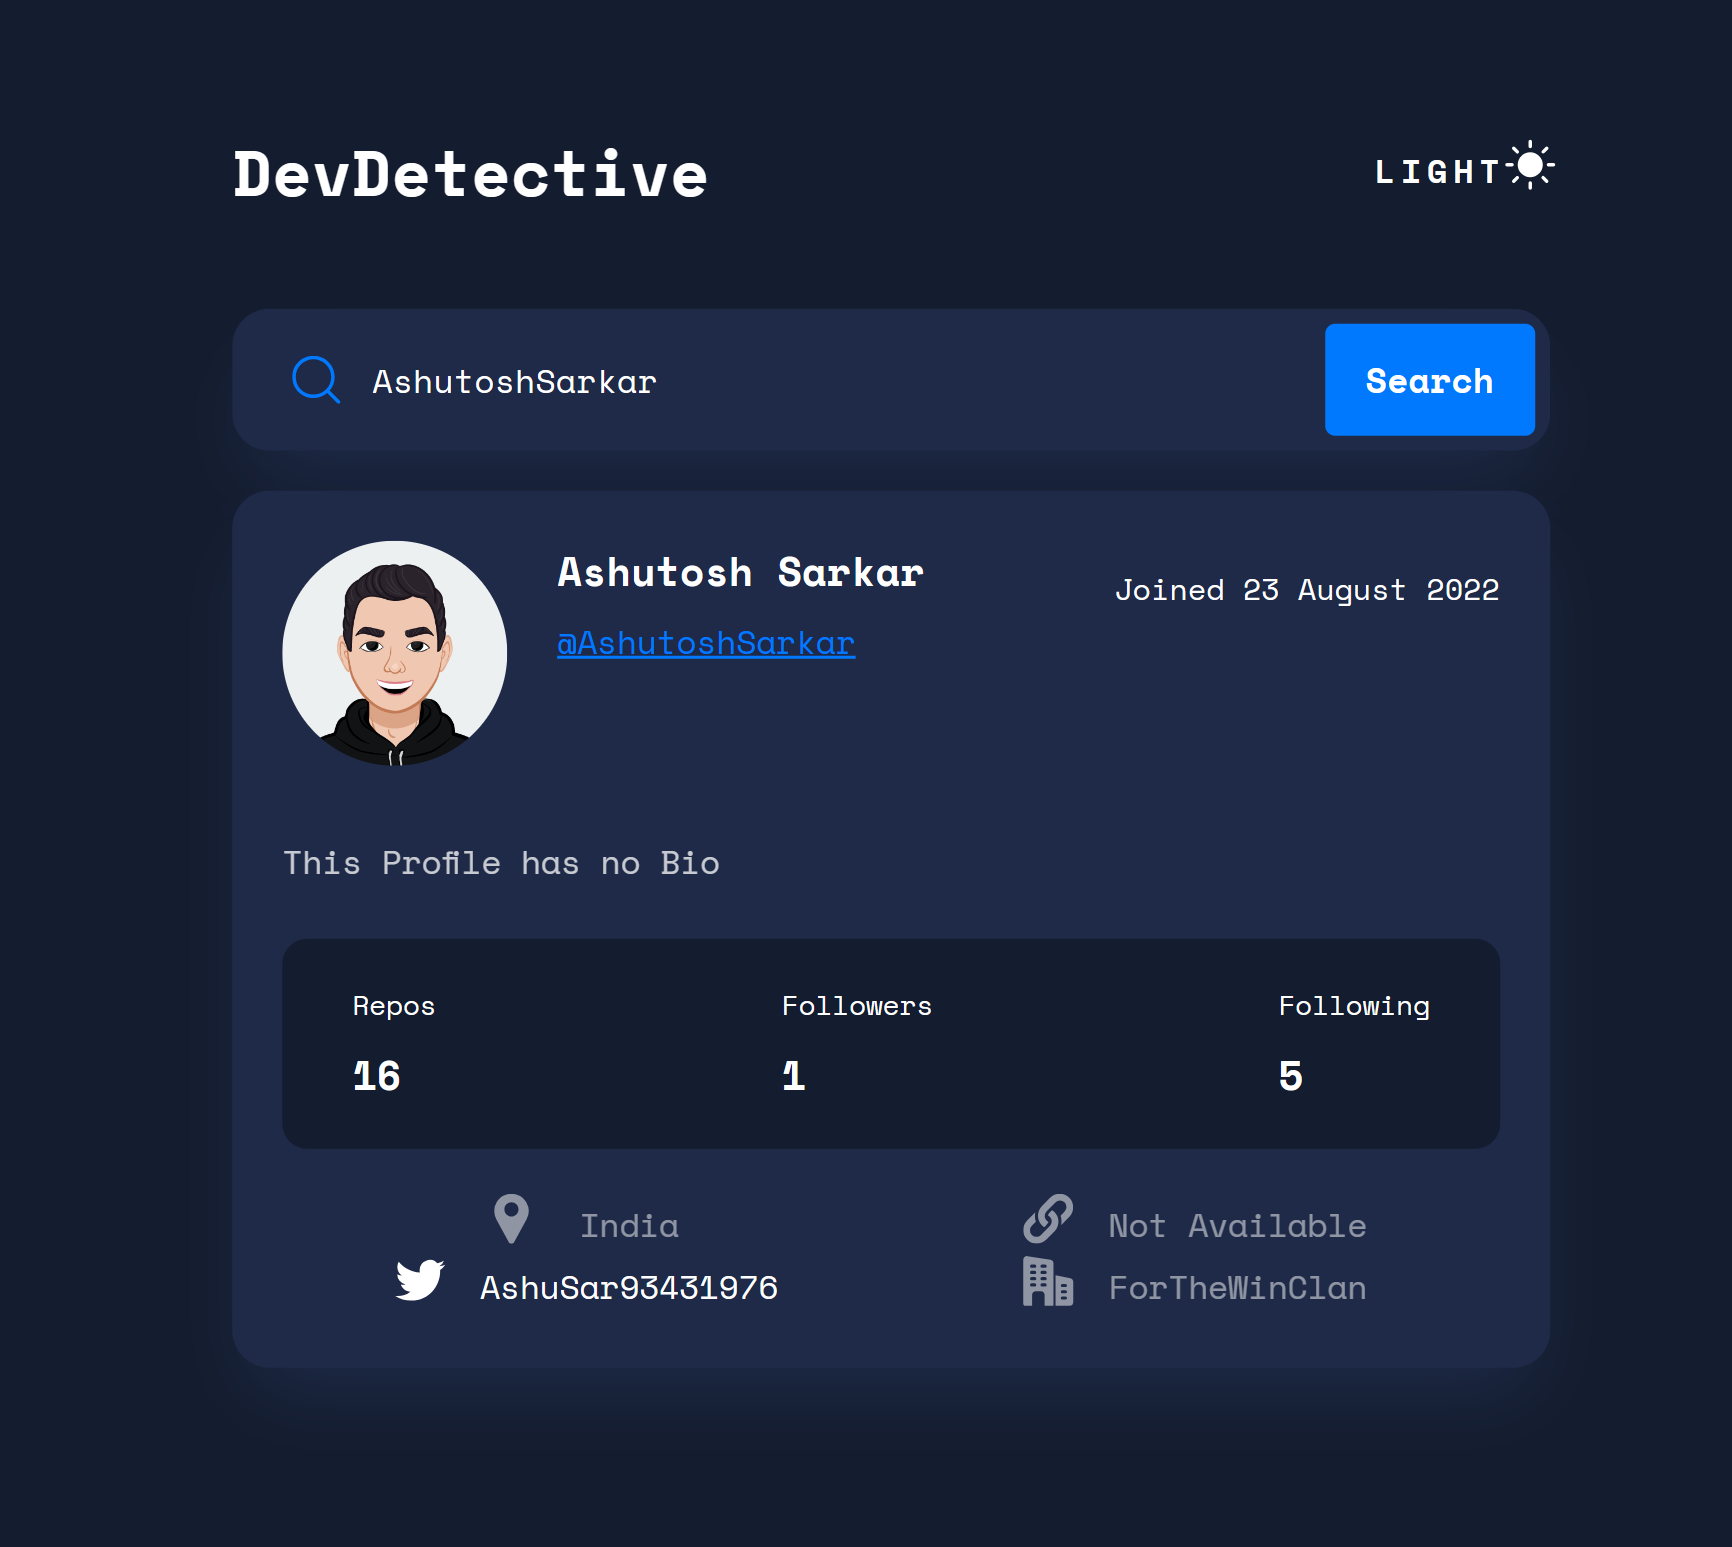 DevDetective
LIGHT
AshutoshSarkar
Search
Ashutosh Sarkar
Joined 23 August 2022
@AshutoshSarkar
This Profile has no Bio
Repos Followers Following
16 1 5
India Not Available
AshuSar93431976 ForTheWinClan